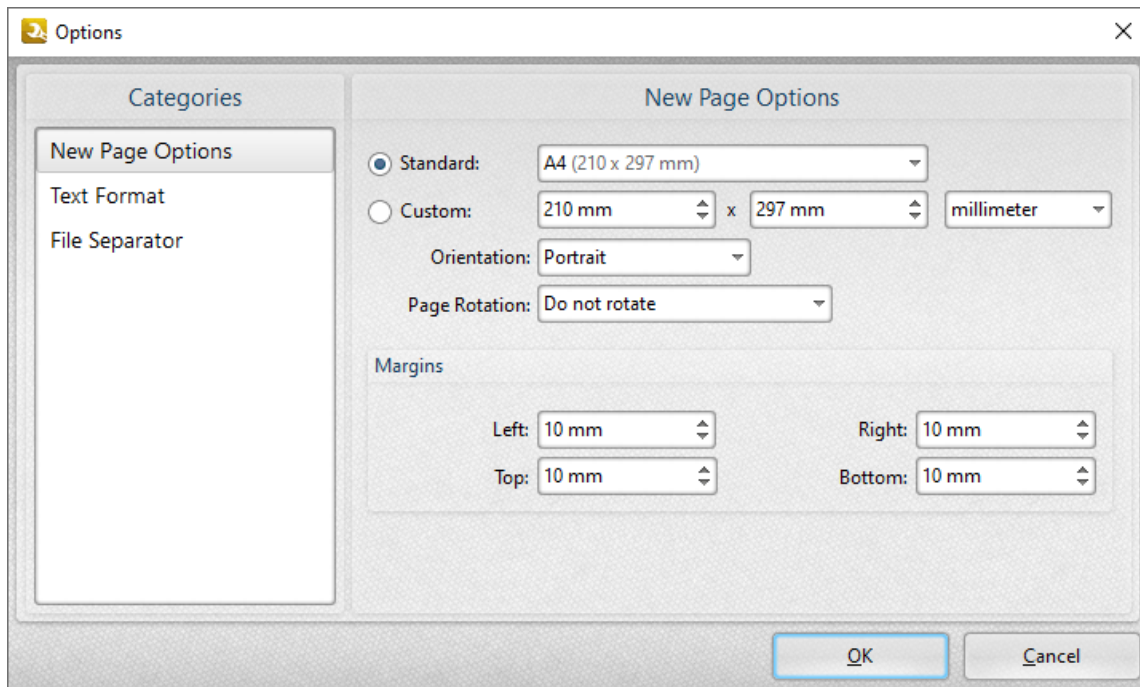 Options
Categories
New Page Options
Text Format
File Separator
New Page Options
Standard: A4 (210 x 297 mm)
Custom: 210 mm x 297 mm millimeter
Orientation: Portrait
Page Rotation: Do not rotate
Margins
Left: 10 mm Right: 10 mm
Top: 10 mm Bottom: 10 mm
OK Cancel